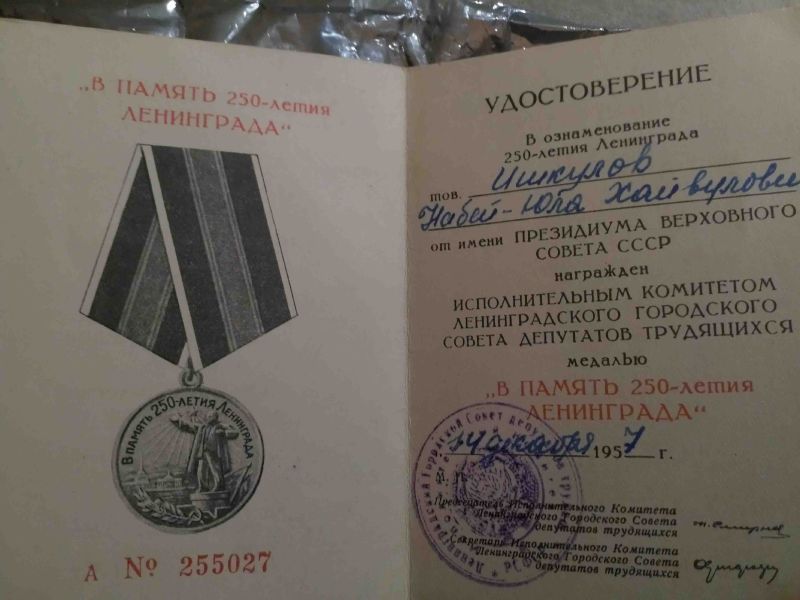 „В ПАМЯТЬ 250-летия
ЛЕНИНГРАДА“
В ПАМЯТЬ 250-ЛЕТИЯ ЛЕНИНГРАДА
А № 255027
УДОСТОВЕРЕНИЕ
В ознаменование
250-летия Ленинграда
тов. Ишкулов
Набей-Юла Хайвулович
от имени ПРЕЗИДИУМА ВЕРХОВНОГО
СОВЕТА СССР
награжден
ИСПОЛНИТЕЛЬНЫМ КОМИТЕТОМ
ЛЕНИНГРАДСКОГО ГОРОДСКОГО
СОВЕТА ДЕПУТАТОВ ТРУДЯЩИХСЯ
медалью
„В ПАМЯТЬ 250-летия
ЛЕНИНГРАДА“
декабря 1957 г.
М. П.
Председатель Исполнительного Комитета
Ленинградского Городского Совета
депутатов трудящихся
Секретарь Исполнительного Комитета
Ленинградского Городского Совета
депутатов трудящихся